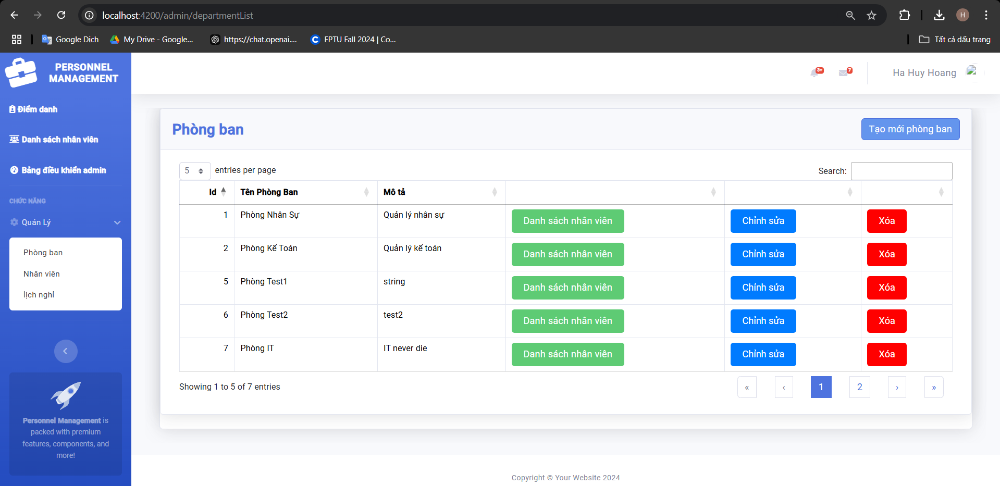 localhost:4200/admin/departmentList
H
Google Dịch
My Drive - Google...
https://chat.openai....
FPTU Fall 2024 | Co...
Tất cả dấu trang
PERSONNEL
MANAGEMENT
3+
7
Ha Huy Hoang
Điểm danh
Danh sách nhân viên
Bảng điều khiển admin
CHỨC NĂNG
Quản Lý
Phòng ban
Nhân viên
lịch nghỉ
Personnel Management is
packed with premium
features, components, and
more!
Phòng ban
Tạo mới phòng ban
5 entries per page
Search:
Id Tên Phòng Ban Mô tả
1 Phòng Nhân Sự Quản lý nhân sự Danh sách nhân viên Chỉnh sửa Xóa
2 Phòng Kế Toán Quản lý kế toán Danh sách nhân viên Chỉnh sửa Xóa
5 Phòng Test1 string Danh sách nhân viên Chỉnh sửa Xóa
6 Phòng Test2 test2 Danh sách nhân viên Chỉnh sửa Xóa
7 Phòng IT IT never die Danh sách nhân viên Chỉnh sửa Xóa
Showing 1 to 5 of 7 entries
« ‹ 1 2 › »
Copyright © Your Website 2024